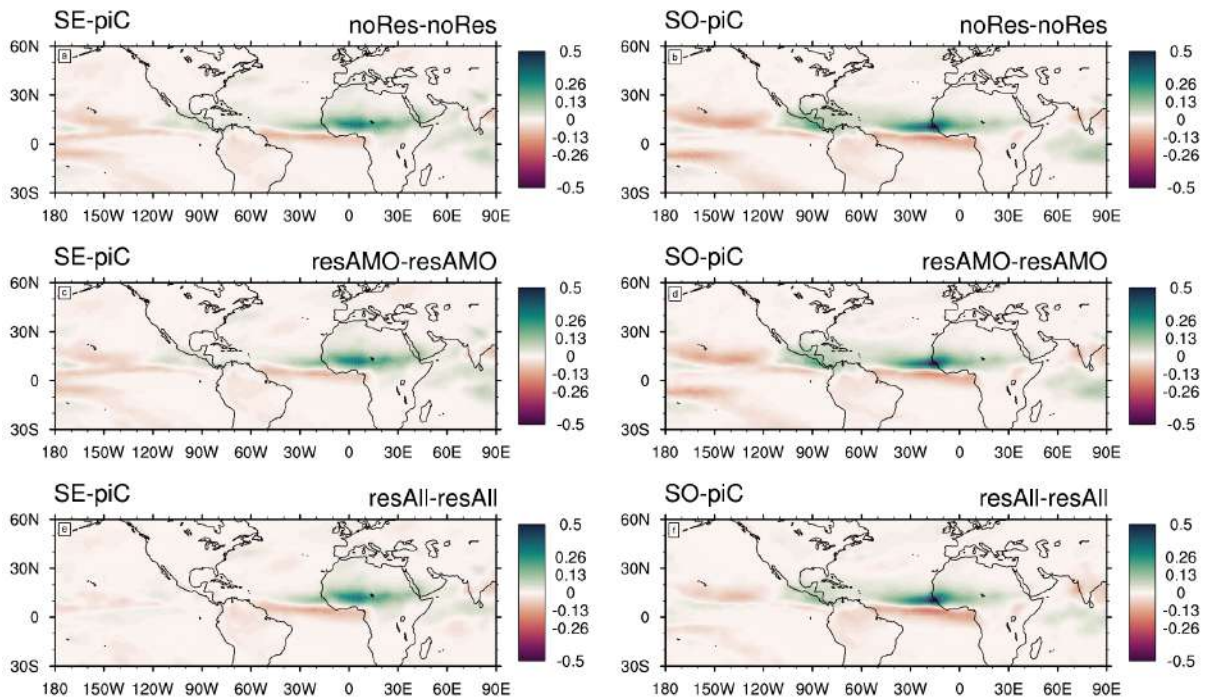 SE-piC noRes-noRes
a
60N
30N
0
30S
180 150W 120W 90W 60W 30W 0 30E 60E 90E
0.5
0.26
0.13
0
-0.13
-0.26
-0.5
SO-piC noRes-noRes
b
60N
30N
0
30S
180 150W 120W 90W 60W 30W 0 30E 60E 90E
0.5
0.26
0.13
0
-0.13
-0.26
-0.5
SE-piC resAMO-resAMO
c
60N
30N
0
30S
180 150W 120W 90W 60W 30W 0 30E 60E 90E
0.5
0.26
0.13
0
-0.13
-0.26
-0.5
SO-piC resAMO-resAMO
d
60N
30N
0
30S
180 150W 120W 90W 60W 30W 0 30E 60E 90E
0.5
0.26
0.13
0
-0.13
-0.26
-0.5
SE-piC resAll-resAll
e
60N
30N
0
30S
180 150W 120W 90W 60W 30W 0 30E 60E 90E
0.5
0.26
0.13
0
-0.13
-0.26
-0.5
SO-piC resAll-resAll
f
60N
30N
0
30S
180 150W 120W 90W 60W 30W 0 30E 60E 90E
0.5
0.26
0.13
0
-0.13
-0.26
-0.5